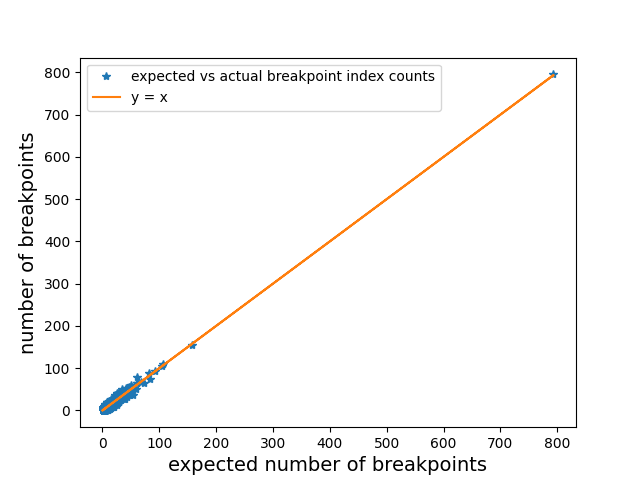 expected vs actual breakpoint index counts
y = x
800
700
600
500
400
300
200
100
0
number of breakpoints
0 100 200 300 400 500 600 700 800
expected number of breakpoints